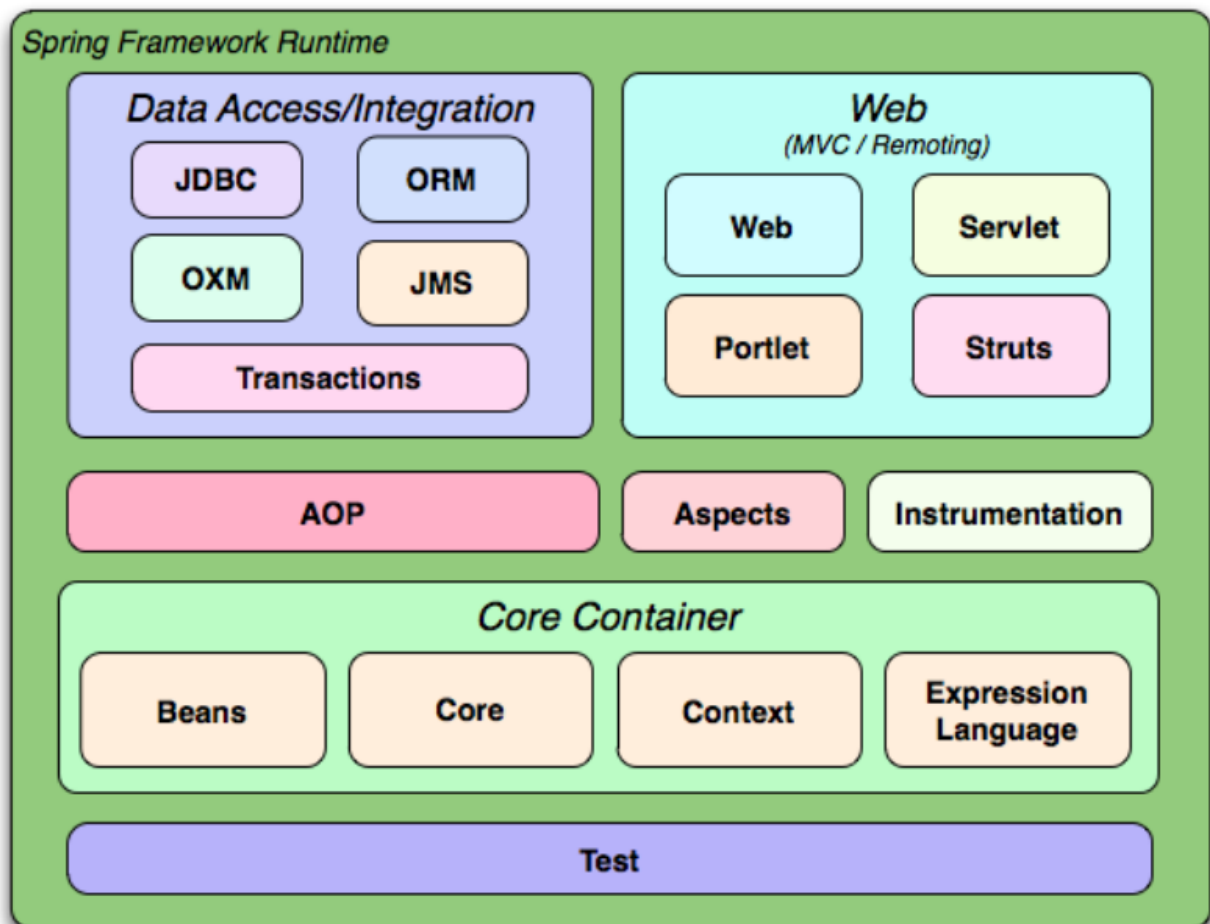 Spring Framework Runtime
Data Access/Integration
JDBC
ORM
OXM
JMS
Transactions
Web
(MVC / Remoting)
Web
Servlet
Portlet
Struts
AOP
Aspects
Instrumentation
Core Container
Beans
Core
Context
Expression
Language
Test